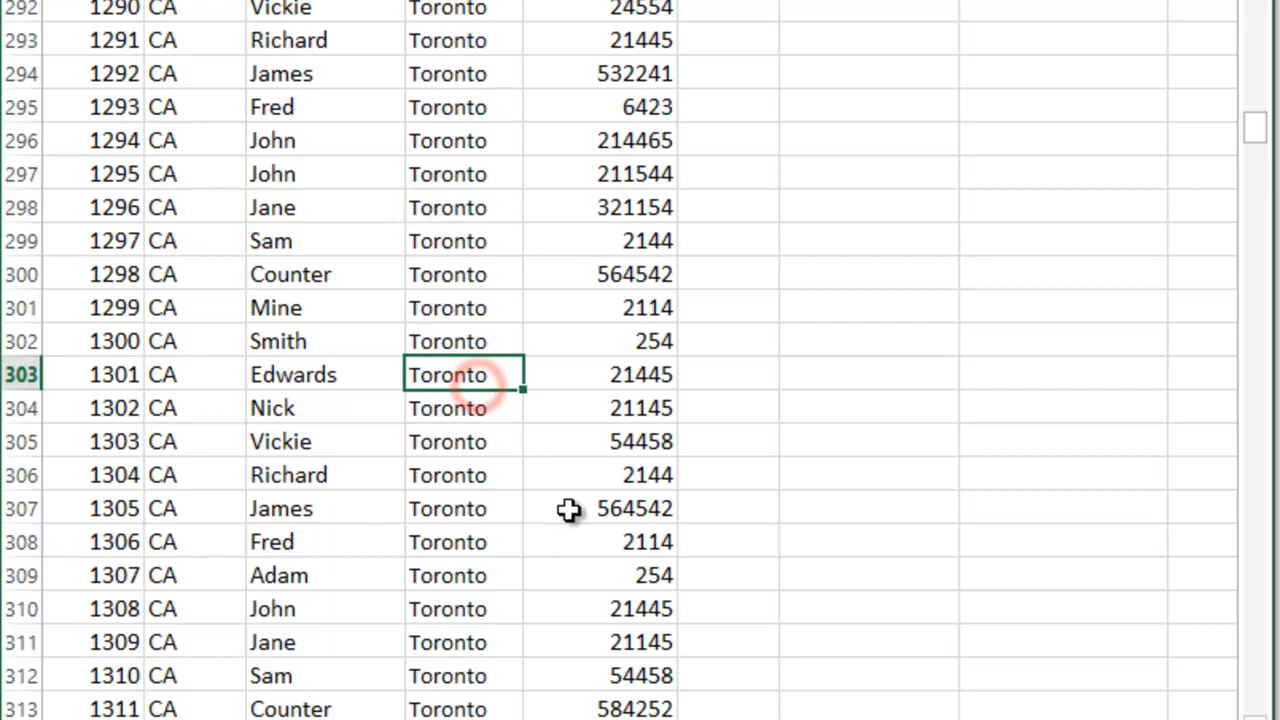 292 1290 CA Vickie Toronto 24554
293 1291 CA Richard Toronto 21445
294 1292 CA James Toronto 532241
295 1293 CA Fred Toronto 6423
296 1294 CA John Toronto 214465
297 1295 CA John Toronto 211544
298 1296 CA Jane Toronto 321154
299 1297 CA Sam Toronto 2144
300 1298 CA Counter Toronto 564542
301 1299 CA Mine Toronto 2114
302 1300 CA Smith Toronto 254
303 1301 CA Edwards Toronto 21445
304 1302 CA Nick Toronto 21145
305 1303 CA Vickie Toronto 54458
306 1304 CA Richard Toronto 2144
307 1305 CA James Toronto 564542
308 1306 CA Fred Toronto 2114
309 1307 CA Adam Toronto 254
310 1308 CA John Toronto 21445
311 1309 CA Jane Toronto 21145
312 1310 CA Sam Toronto 54458
313 1311 CA Counter Toronto 584252